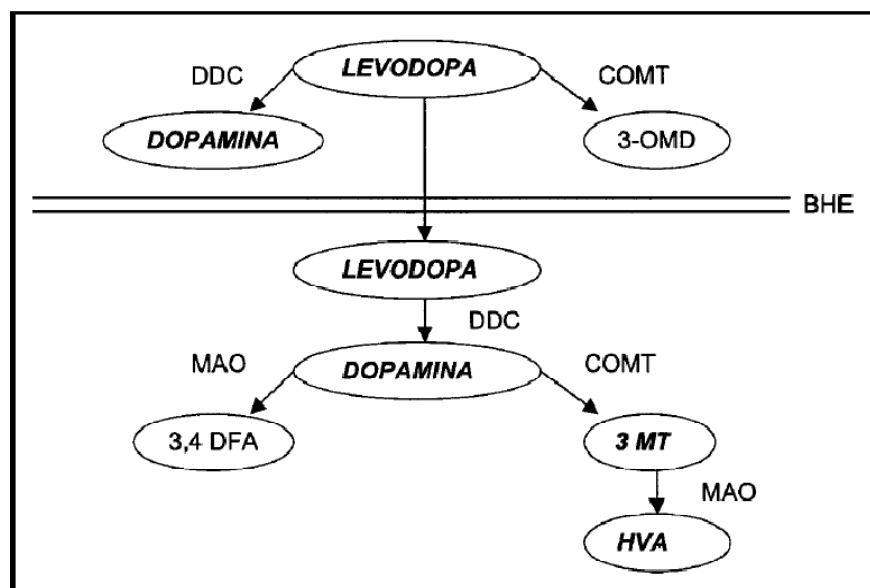 DDC
LEVODOPA
COMT
DOPAMINA
3-OMD
BHE
LEVODOPA
DDC
MAO
DOPAMINA
COMT
3,4 DFA
3 MT
MAO
HVA